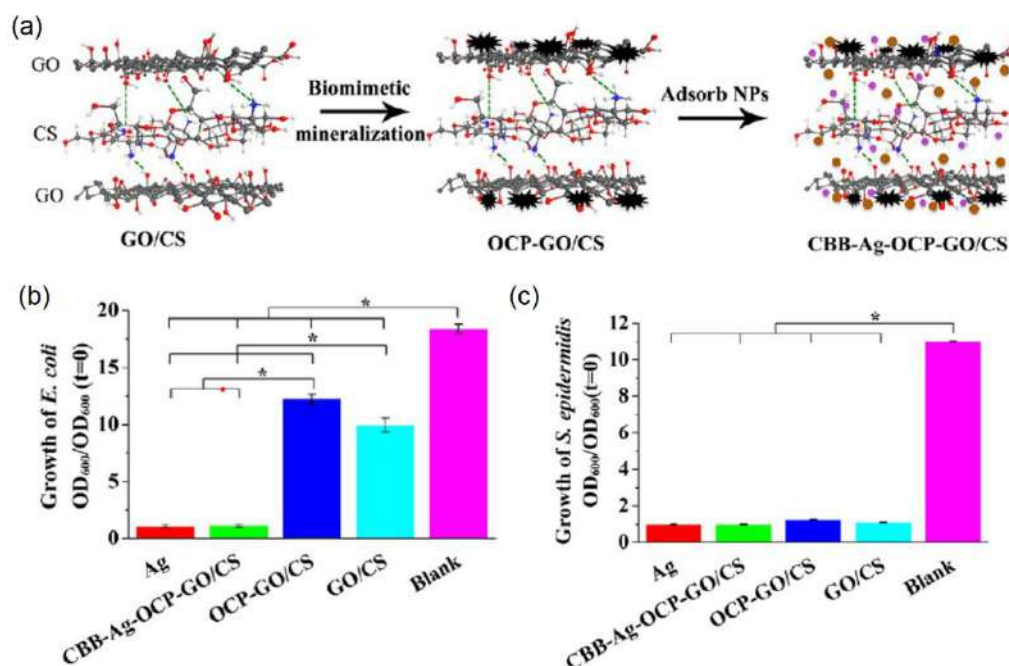 (a)
GO
CS
GO
GO/CS
Biomimetic
mineralization
OCP-GO/CS
Adsorb NPs
CBB-Ag-OCP-GO/CS
(b)
Growth of E. coli
OD₆₀₀/OD₆₀₀ (t=0)
20
15
10
5
0
*
*
*
*
Ag
CBB-Ag-OCP-GO/CS
OCP-GO/CS
GO/CS
Blank
(c)
Growth of S. epidermidis
OD₆₀₀/OD₆₀₀(t=0)
12
10
8
6
4
2
0
*
Ag
CBB-Ag-OCP-GO/CS
OCP-GO/CS
GO/CS
Blank